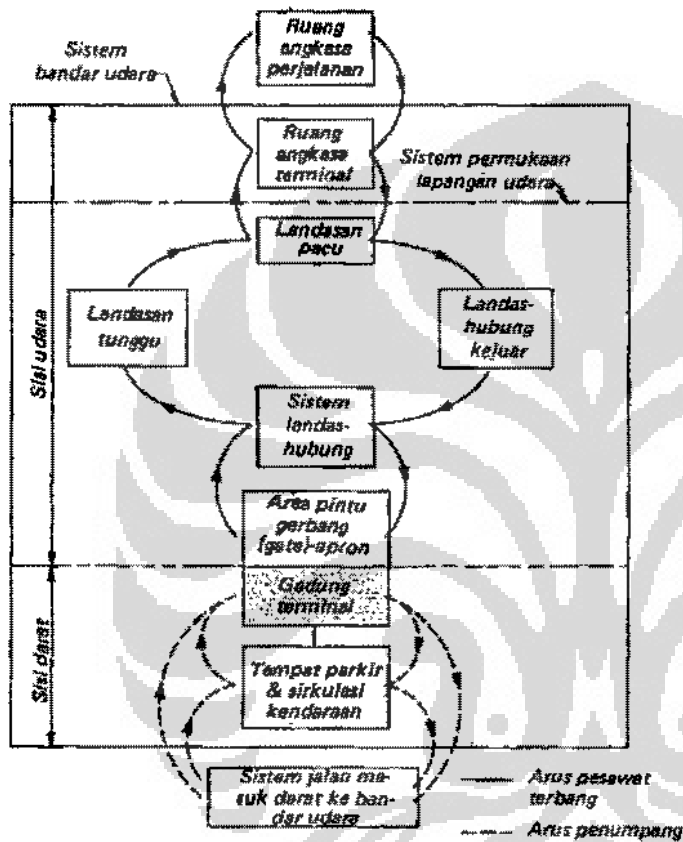 Ruang
angkasa
perjalanan
Sistem
bandar udara
Ruang
angkasa
terminal
Sistem permukaan
lapangan udara
Landasan
pacu
Landasan
tunggu
Landas-
hubung
keluar
Sisi udara
Sistem
landas-
hubung
Area pintu
gerbang
(gate)-apron
Gedung
terminal
Sisi darat
Tempat parkir
& sirkulasi
kendaraan
Sistem jalan ma-
suk darat ke ban-
dar udara
Arus pesawat
terbang
Arus penumpang